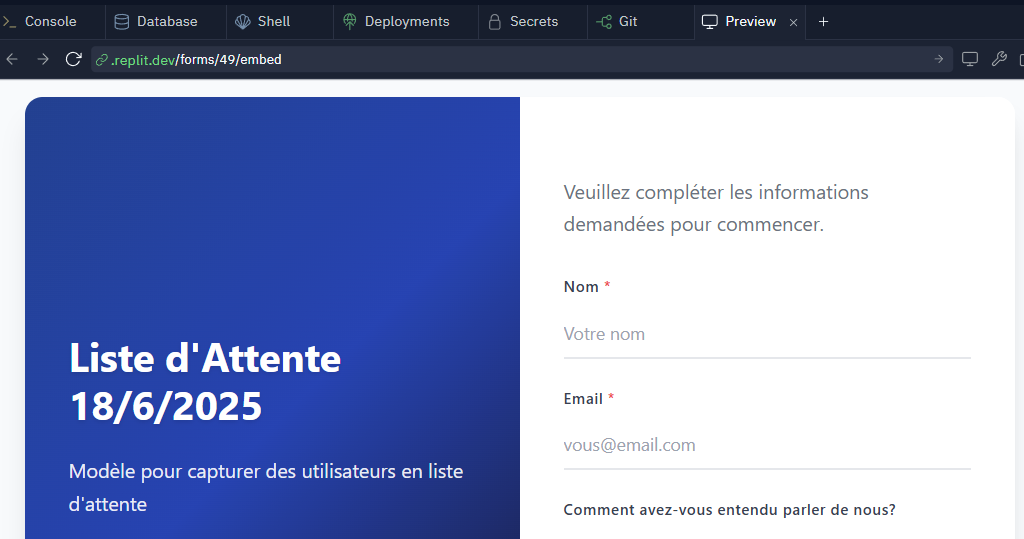 Console
Database
Shell
Deployments
Secrets
Git
Preview
.replit.dev/forms/49/embed
Liste d'Attente
18/6/2025
Modèle pour capturer des utilisateurs en liste
d'attente
Veuillez compléter les informations
demandées pour commencer.
Nom *
Votre nom
Email *
vous@email.com
Comment avez-vous entendu parler de nous?